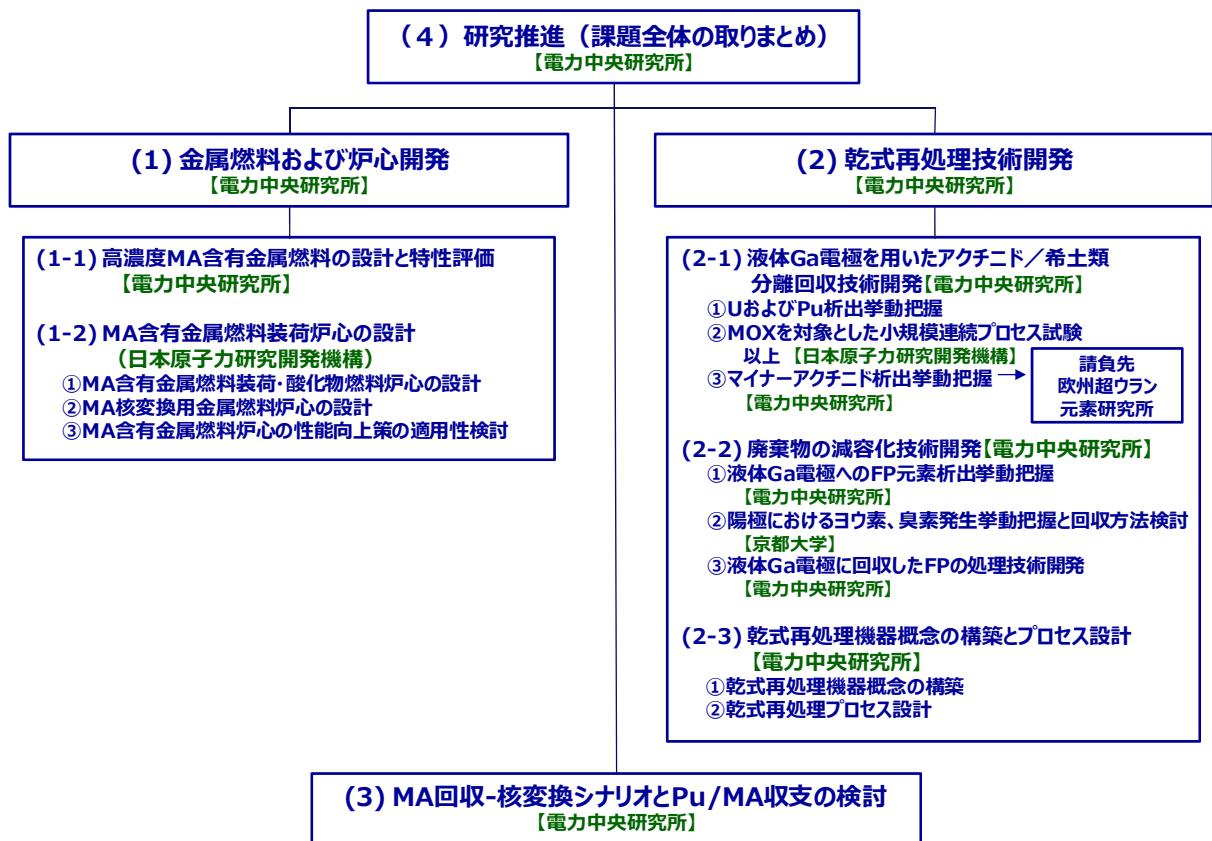 （4）研究推進（課題全体の取りまとめ）
【電力中央研究所】
(1) 金属燃料および炉心開発
【電力中央研究所】
(1-1) 高濃度MA含有金属燃料の設計と特性評価
【電力中央研究所】
(1-2) MA含有金属燃料装荷炉心の設計
（日本原子力研究開発機構）
①MA含有金属燃料装荷・酸化物燃料炉心の設計
②MA核変換用金属燃料炉心の設計
③MA含有金属燃料炉心の性能向上策の適用性検討
(2) 乾式再処理技術開発
【電力中央研究所】
(2-1) 液体Ga電極を用いたアクチニド／希土類
分離回収技術開発【電力中央研究所】
①UおよびPu析出挙動把握
②MOXを対象とした小規模連続プロセス試験
以上 【日本原子力研究開発機構】
③マイナーアクチニド析出挙動把握
【電力中央研究所】
請負先
欧州超ウラン
元素研究所
(2-2) 廃棄物の減容化技術開発【電力中央研究所】
①液体Ga電極へのFP元素析出挙動把握
【電力中央研究所】
②陽極におけるヨウ素、臭素発生挙動把握と回収方法検討
【京都大学】
③液体Ga電極に回収したFPの処理技術開発
【電力中央研究所】
(2-3) 乾式再処理機器概念の構築とプロセス設計
【電力中央研究所】
①乾式再処理機器概念の構築
②乾式再処理プロセス設計
(3) MA回収-核変換シナリオとPu/MA収支の検討
【電力中央研究所】